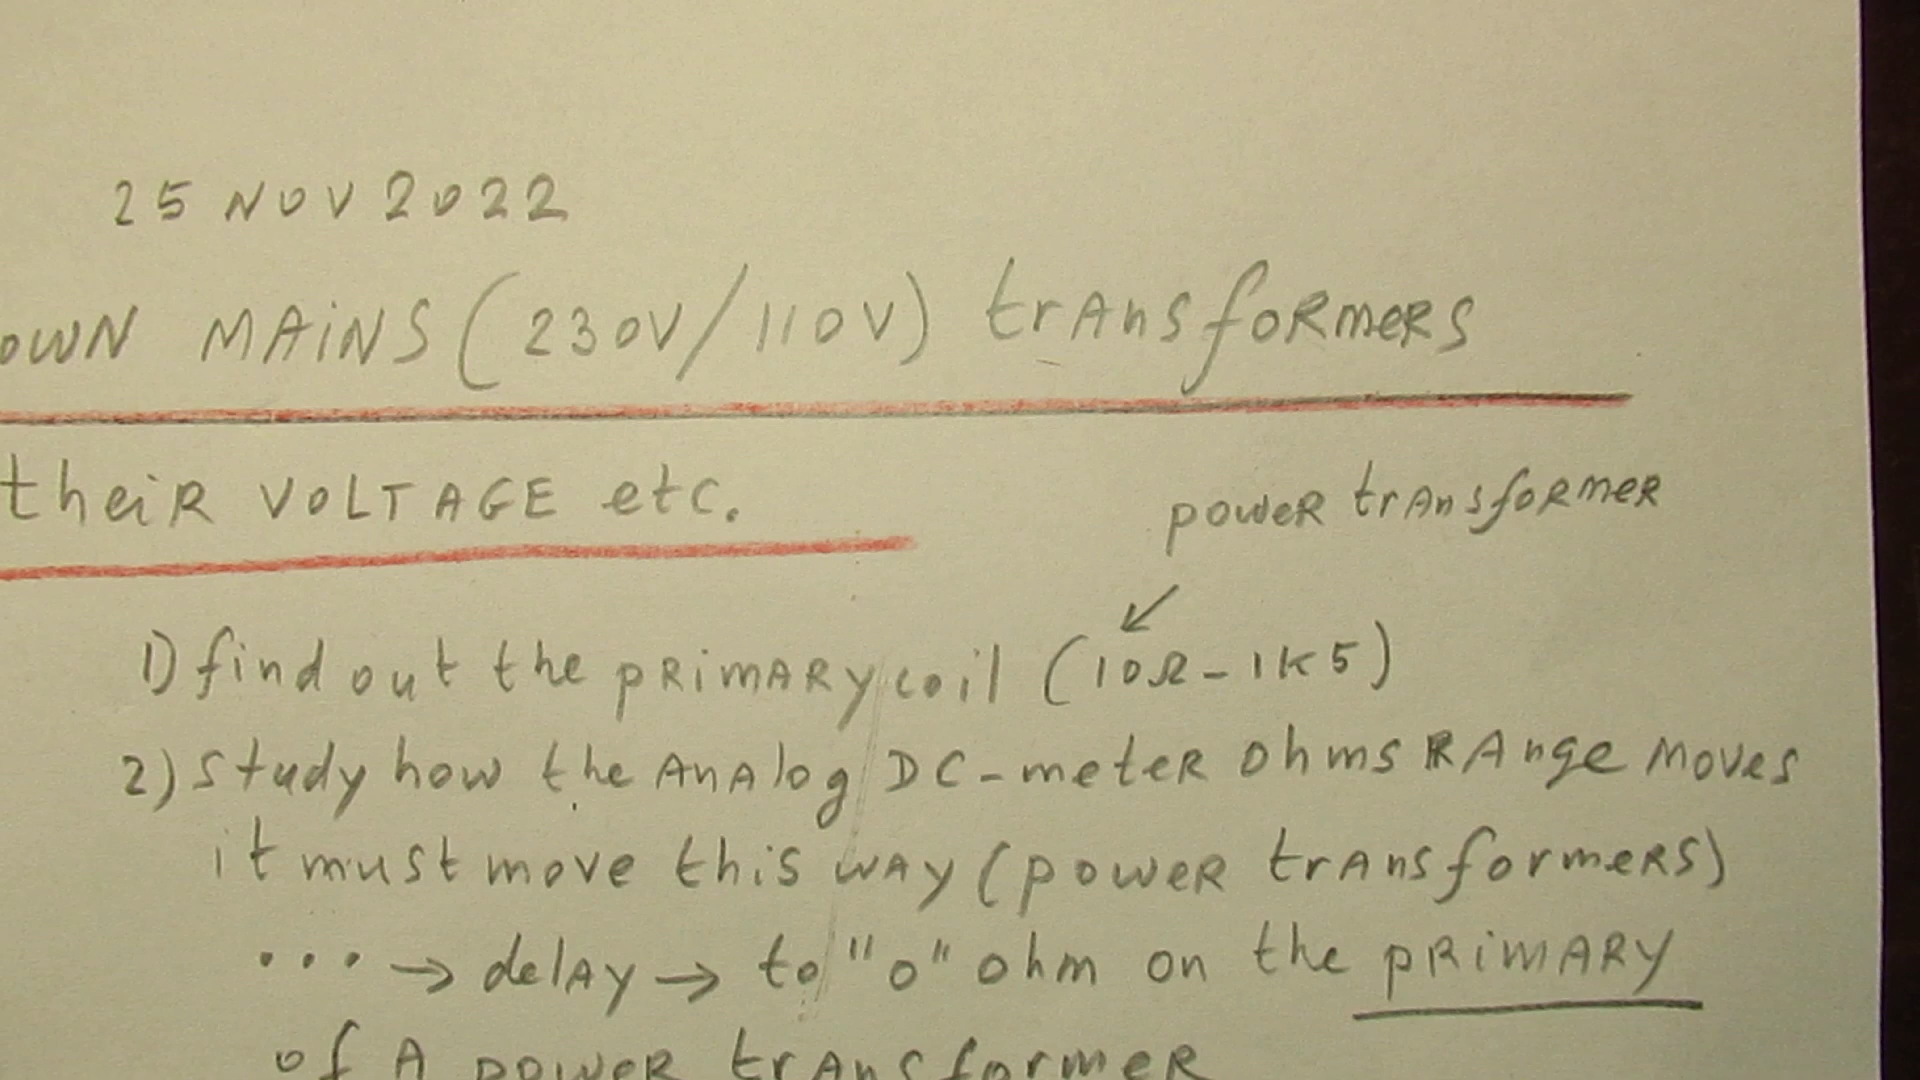 25 NOV 2022
OWN MAiNS (230V/110V) trAnsfoRmeRS
theiR VOLTAGE etc.
poweR trAnsfoRmeR
↙
1) find out the pRimARy coil (10Ω - 1K5)
2) Study how the AnAlog DC-meteR ohms RAnge moves
it must move this wAy (poweR trAnsformeRS)
... → delAy → to "0" ohm on the pRiMARY
of A poweR trAnsformeR